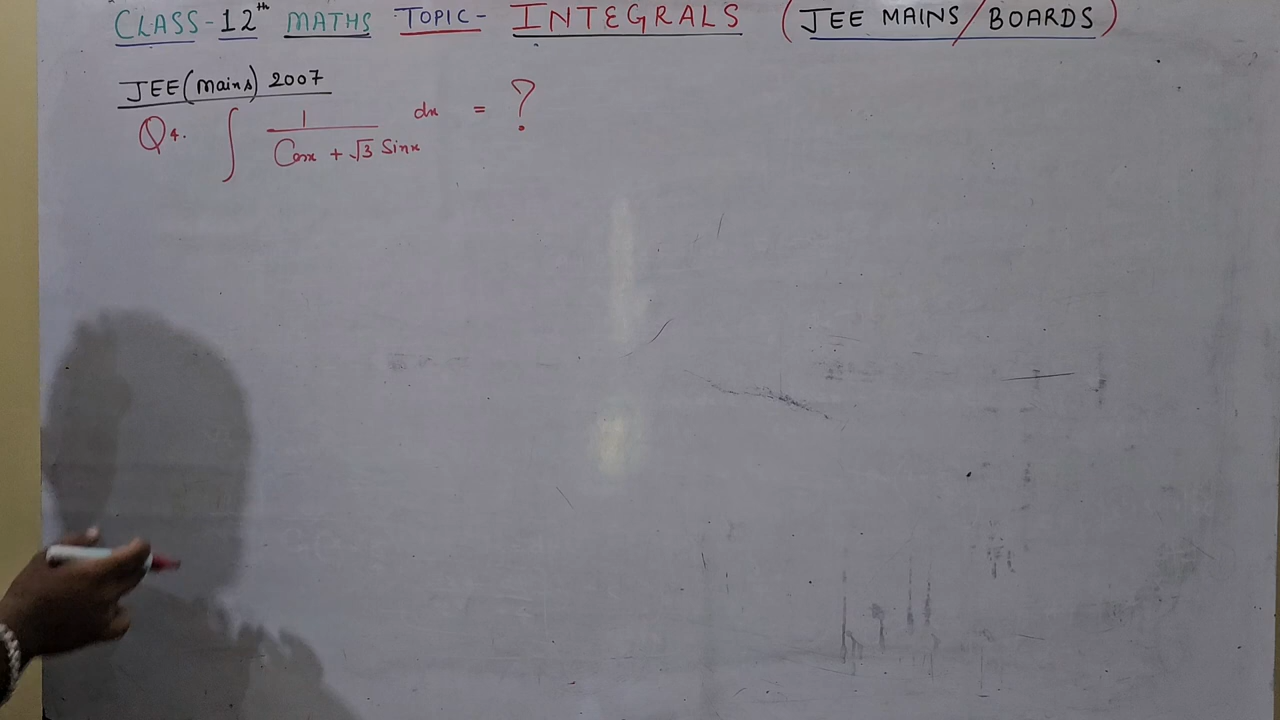 CLASS-12th MATHS TOPIC- INTEGRALS (JEE MAINS/BOARDS)
JEE(Mains) 2007
Q4. ∫ 1/(Cosx + √3 Sinx) dx = ?